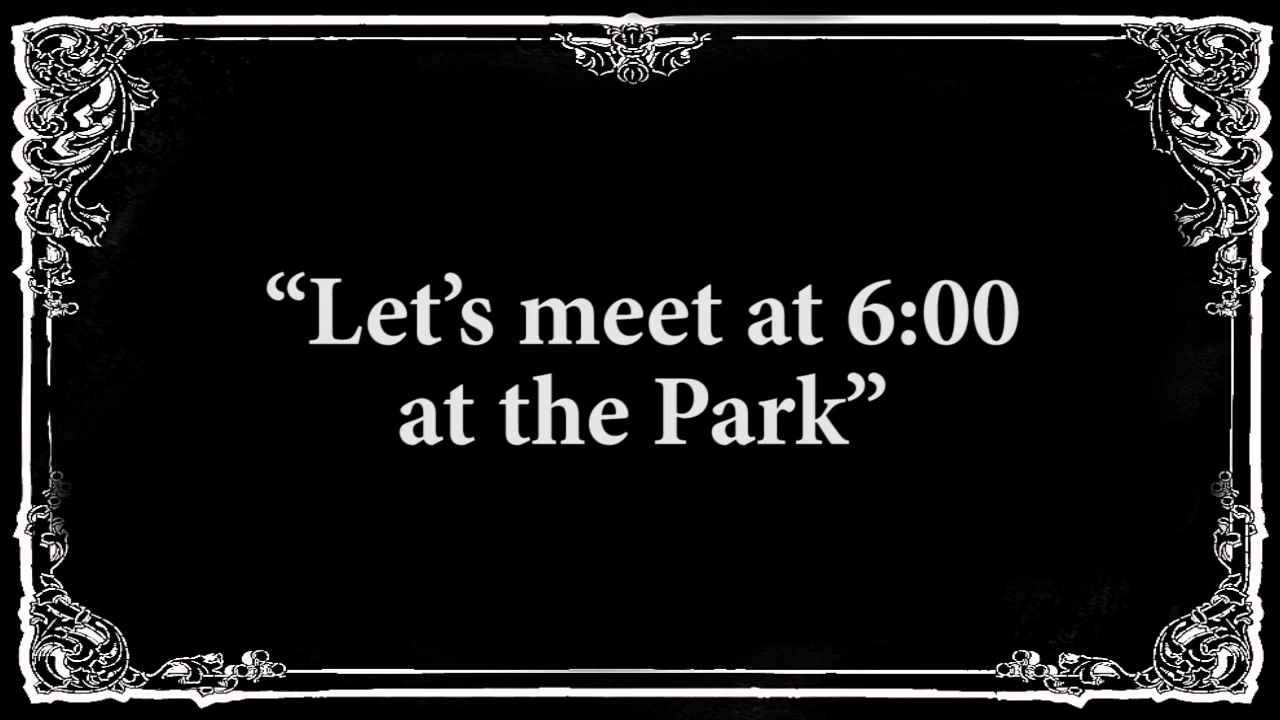 “Let’s meet at 6:00
at the Park”